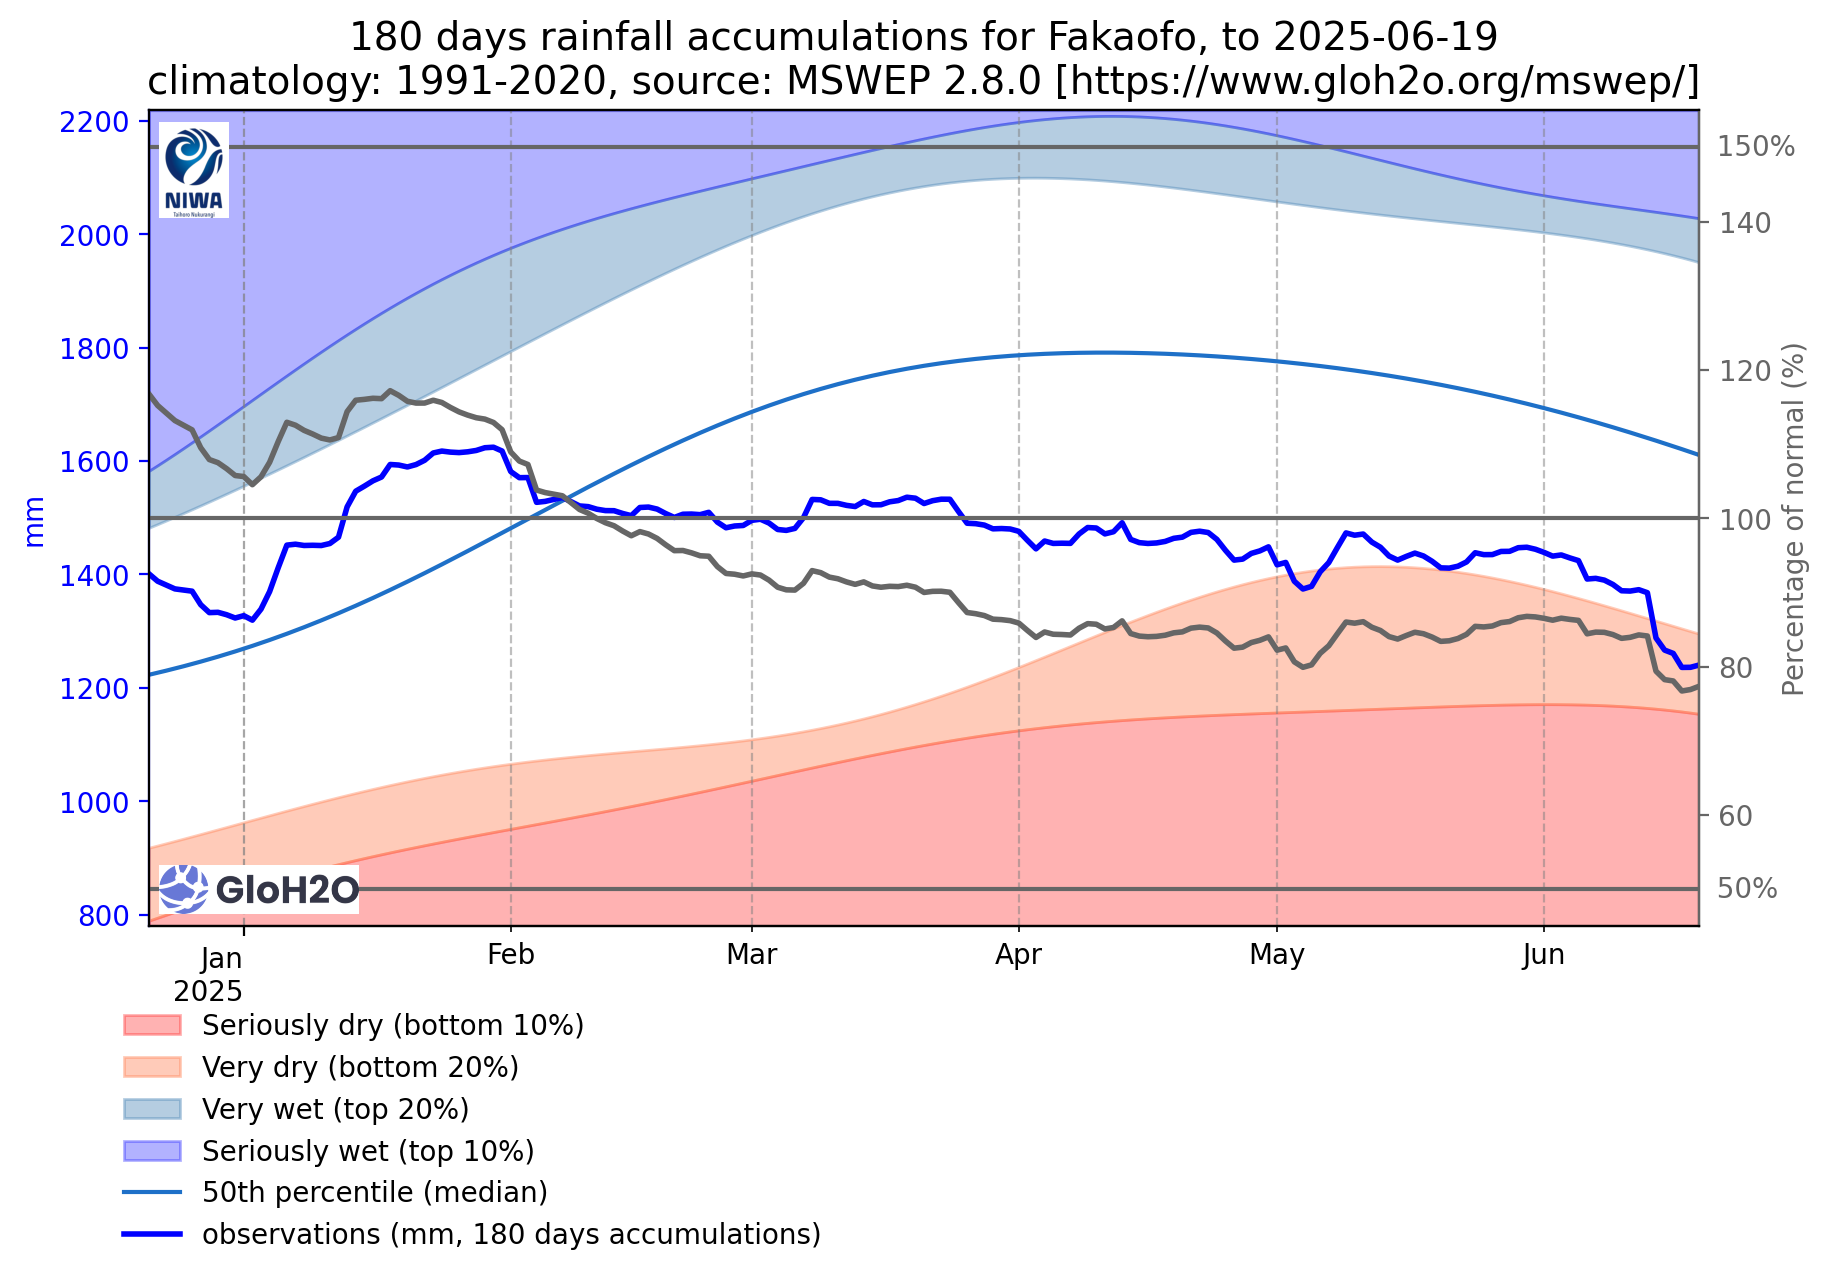 180 days rainfall accumulations for Fakaofo, to 2025-06-19
climatology: 1991-2020, source: MSWEP 2.8.0 [https://www.gloh2o.org/mswep/]
2200
2000
1800
1600
1400
1200
1000
800
mm
NIWA
Taihoro Nukurangi
GloH2O
150%
140
120
100
80
60
50%
Percentage of normal (%)
Jan
2025
Feb
Mar
Apr
May
Jun
Seriously dry (bottom 10%)
Very dry (bottom 20%)
Very wet (top 20%)
Seriously wet (top 10%)
50th percentile (median)
observations (mm, 180 days accumulations)